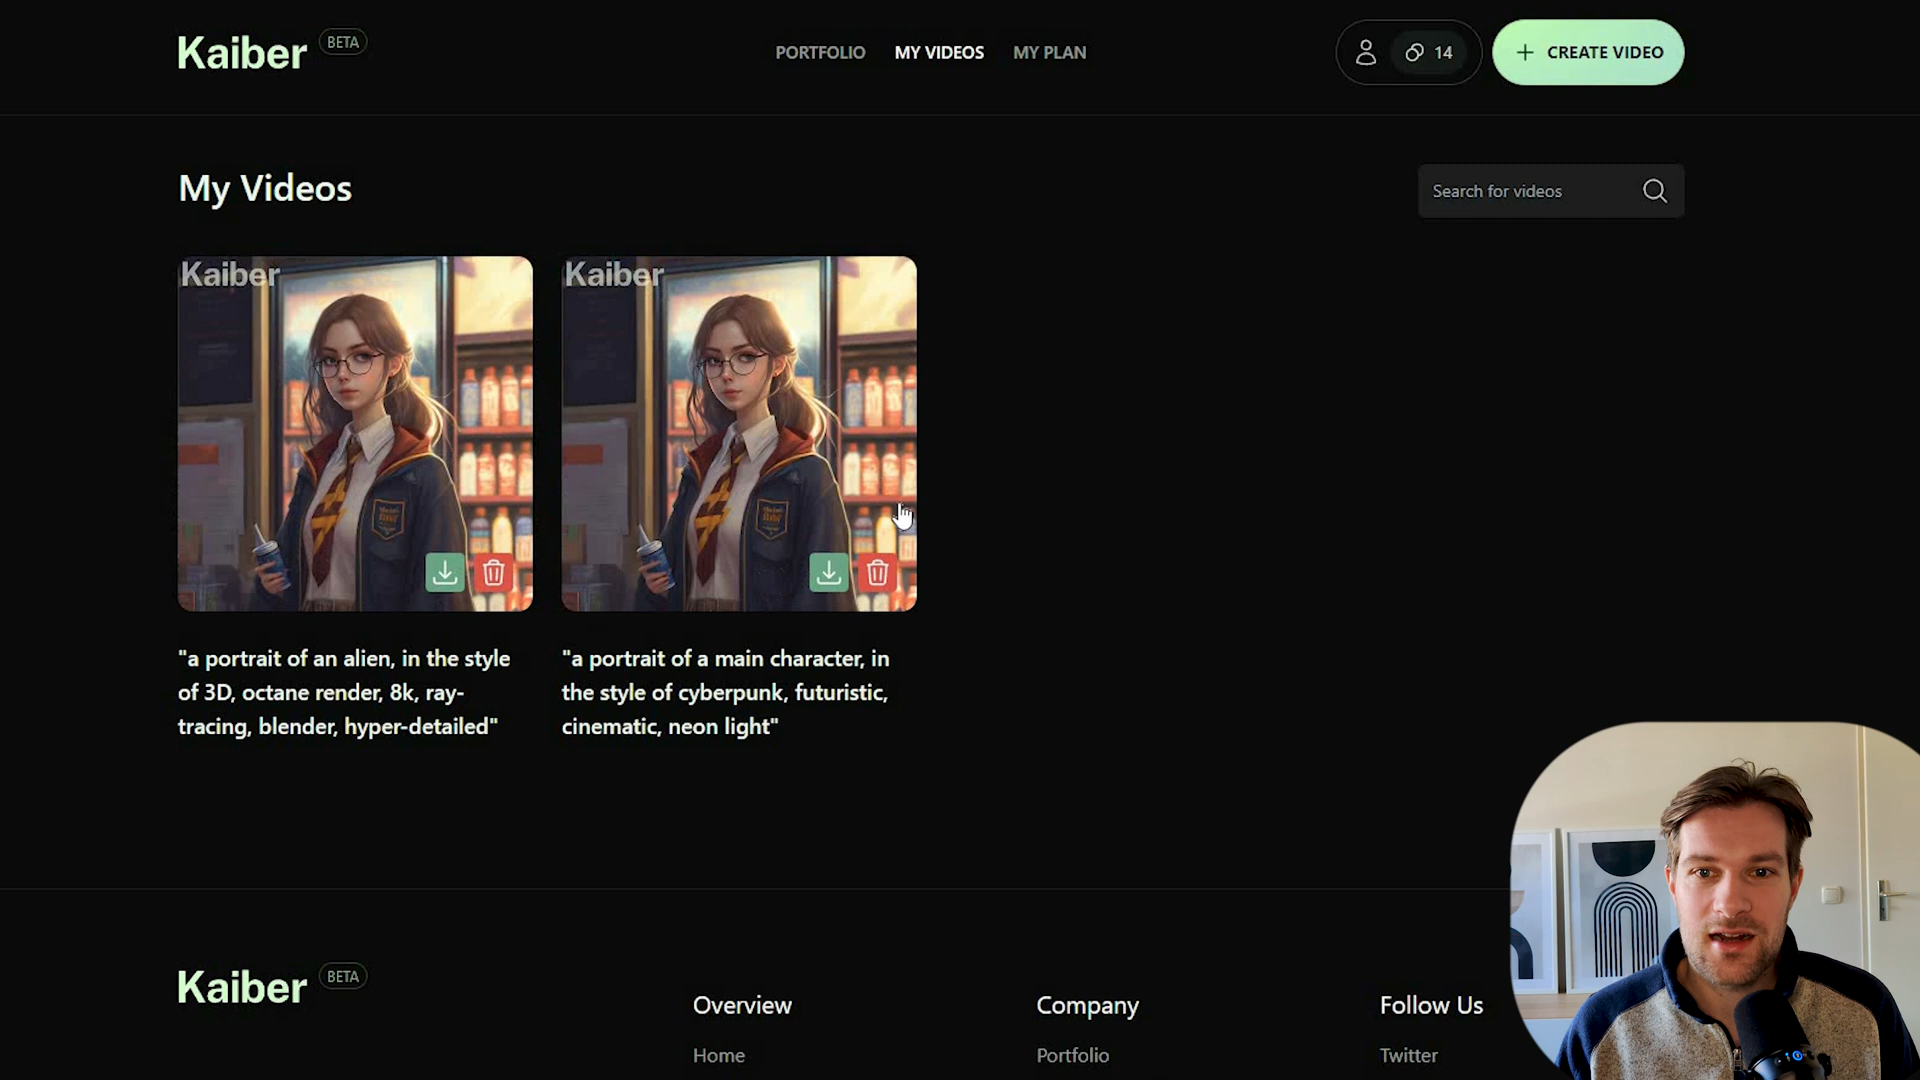 Kaiber BETA
PORTFOLIO MY VIDEOS MY PLAN
14
CREATE VIDEO
My Videos
Search for videos
Kaiber
Kaiber
"a portrait of an alien, in the style
of 3D, octane render, 8k, ray-
tracing, blender, hyper-detailed"
"a portrait of a main character, in
the style of cyberpunk, futuristic,
cinematic, neon light"
Kaiber BETA
Overview
Home
Company
Portfolio
Follow Us
Twitter